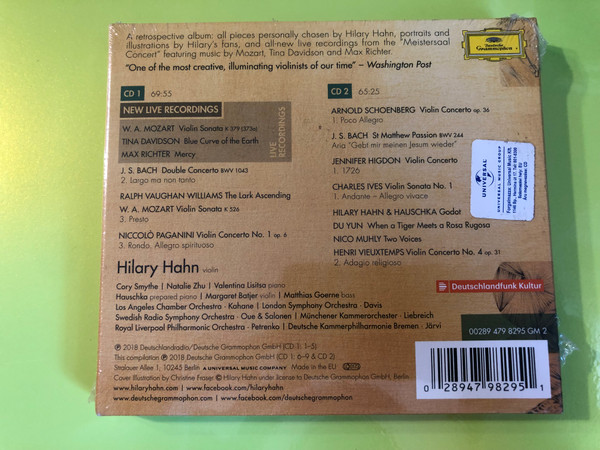 A retrospective album: all pieces personally chosen by Hilary Hahn, portraits and
illustrations by Hilary's fans, and all-new live recordings from the "Meistersaal
Concert" featuring music by Mozart, Tina Davidson and Max Richter.
"One of the most creative, illuminating violinists of our time" – Washington Post
Deutsche
Grammophon
CD 1 69:55
NEW LIVE RECORDINGS
W. A. MOZART Violin Sonata K 379 (373a)
TINA DAVIDSON Blue Curve of the Earth
MAX RICHTER Mercy
LIVE
RECORDINGS
J. S. BACH Double Concerto BWV 1043
2. Largo ma non tanto
RALPH VAUGHAN WILLIAMS The Lark Ascending
W. A. MOZART Violin Sonata K 526
3. Presto
NICCOLÒ PAGANINI Violin Concerto No. 1 op. 6
3. Rondo. Allegro spirituoso
CD 2 65:25
ARNOLD SCHOENBERG Violin Concerto op. 36
1. Poco Allegro
J. S. BACH St Matthew Passion BWV 244
Aria "Gebt mir meinen Jesum wieder"
JENNIFER HIGDON Violin Concerto
1. 1726
CHARLES IVES Violin Sonata No. 1
1. Andante – Allegro vivace
HILARY HAHN & HAUSCHKA Godot
DU YUN When a Tiger Meets a Rosa Rugosa
NICO MUHLY Two Voices
HENRI VIEUXTEMPS Violin Concerto No. 4 op. 31
2. Adagio religioso
UNIVERSAL
UNIVERSAL MUSIC GROUP
Hilary Hahn violin
Cory Smythe | Natalie Zhu | Valentina Lisitsa piano
Hauschka prepared piano | Margaret Batjer violin | Matthias Goerne bass
Los Angeles Chamber Orchestra · Kahane | London Symphony Orchestra · Davis
Swedish Radio Symphony Orchestra · Oue & Salonen | Münchener Kammerorchester · Liebreich
Royal Liverpool Philharmonic Orchestra · Petrenko | Deutsche Kammerphilharmonie Bremen · Järvi
Deutschlandfunk Kultur
00289 479 8295 GM 2
℗ 2018 Deutschlandradio/Deutsche Grammophon GmbH (CD 1: 1–5)
This compilation ℗ 2018 Deutsche Grammophon GmbH (CD 1: 6–9 & CD 2)
Stralauer Allee 1, 10245 Berlin A UNIVERSAL MUSIC COMPANY Made in the EU
Cover Illustration by Christine Fraser © Hilary Hahn under license to Deutsche Grammophon GmbH, Berlin.
www.hilaryhahn.com | www.facebook.com/hilaryhahn
www.deutschegrammophon.com | www.facebook.com/deutschegrammophon
0 28947 98295 1